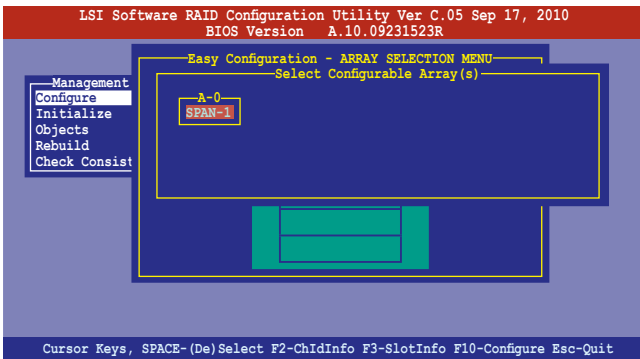 LSI Software RAID Configuration Utility Ver C.05 Sep 17, 2010
BIOS Version A.10.09231523R
Easy Configuration - ARRAY SELECTION MENU
Select Configurable Array(s)
Management
Configure
Initialize
Objects
Rebuild
Check Consist
A-0
SPAN-1
Cursor Keys, SPACE-(De)Select F2-ChIdInfo F3-SlotInfo F10-Configure Esc-Quit